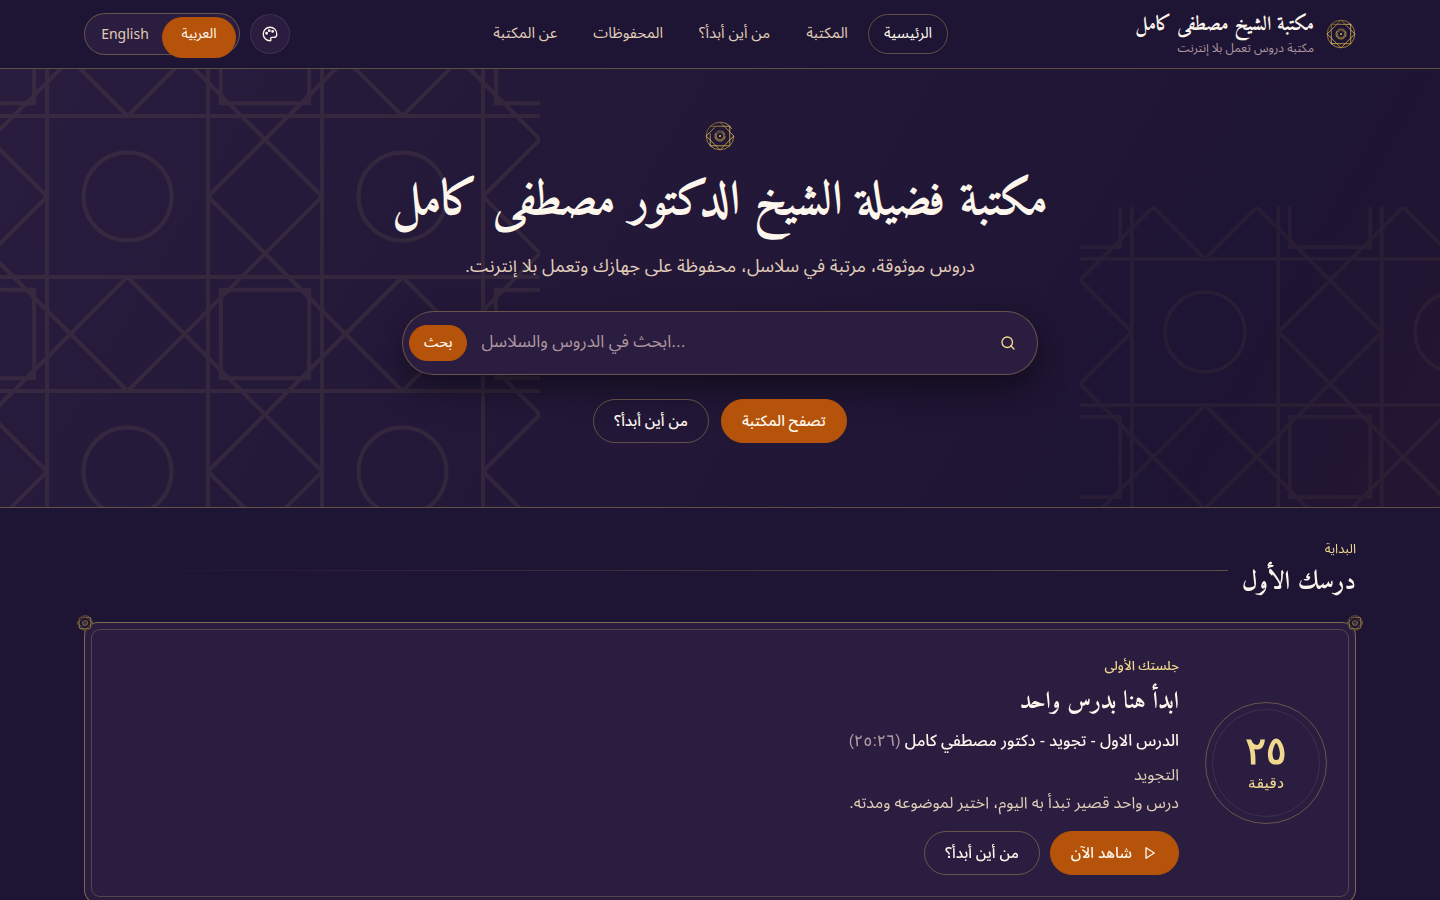 مكتبة الشيخ مصطفى كامل
مكتبة دروس تعمل بلا إنترنت
الرئيسية
المكتبة
من أين أبدأ؟
المحفوظات
عن المكتبة
العربية
English
مكتبة فضيلة الشيخ الدكتور مصطفى كامل
دروس موثوقة، مرتبة في سلاسل، محفوظة على جهازك وتعمل بلا إنترنت.
ابحث في الدروس والسلاسل...
بحث
تصفح المكتبة
من أين أبدأ؟
البداية
درسك الأول
٢٥
دقيقة
جلستك الأولى
ابدأ هنا بدرس واحد
الدرس الاول - تجويد - دكتور مصطفي كامل (٢٥:٢٦)
التجويد
درس واحد قصير تبدأ به اليوم، اختير لموضوعه ومدته.
شاهد الآن
من أين أبدأ؟